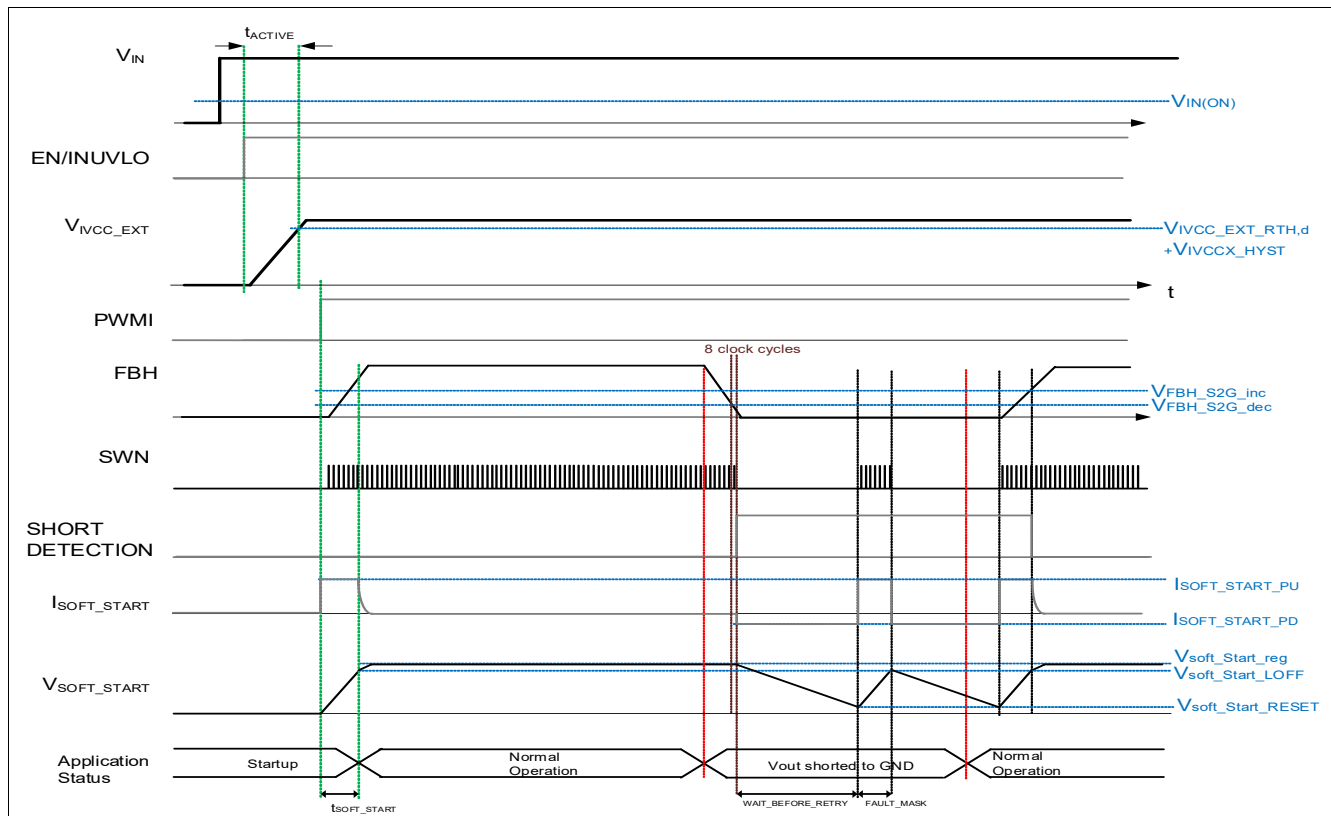 tACTIVE
VIN
VIN(ON)
EN/INUVLO
VIVCC_EXT
VIVCC_EXT_RTH,d
+VIVCCX_HYST
t
PWMI
8 clock cycles
FBH
VFBH_S2G_inc
VFBH_S2G_dec
SWN
SHORT
DETECTION
ISOFT_START_PU
ISOFT_START
ISOFT_START_PD
Vsoft_Start_reg
Vsoft_Start_LOFF
VSOFT_START
Vsoft_Start_RESET
Application
Status
Startup
Normal
Operation
Vout shorted to GND
Normal
Operation
tSOFT_START
WAIT_BEFORE_RETRY
FAULT_MASK